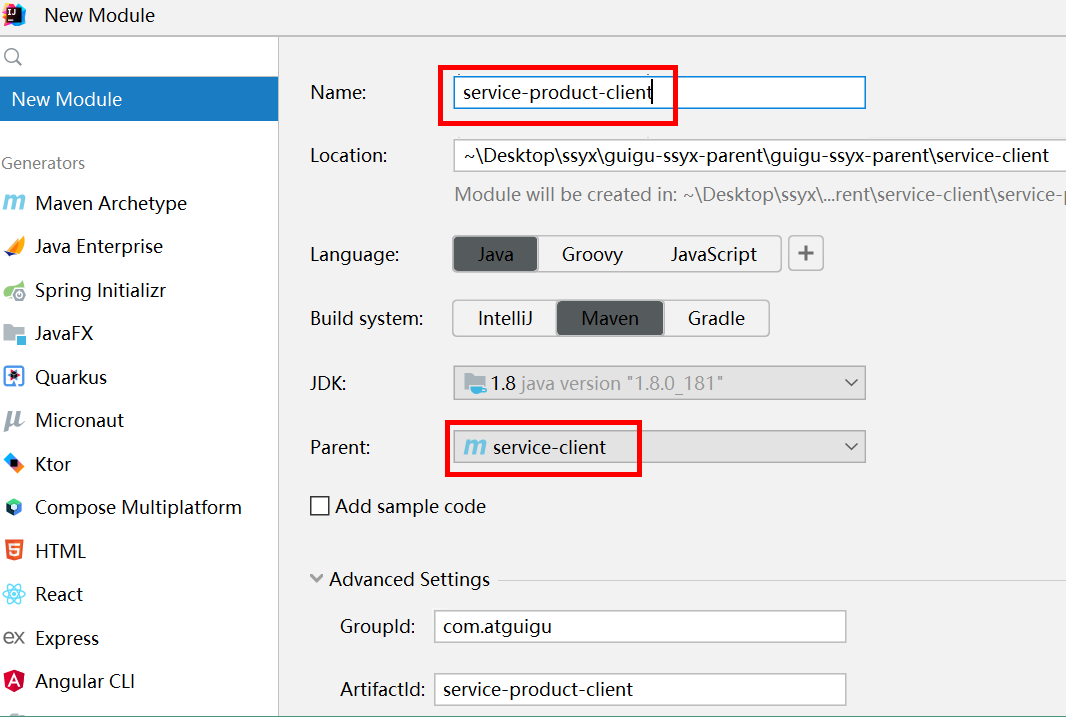 New Module
New Module
Generators
Maven Archetype
Java Enterprise
Spring Initializr
JavaFX
Quarkus
Micronaut
Ktor
Compose Multiplatform
HTML
React
ex Express
Angular CLI
Name: service-product-client
Location: ~\Desktop\ssyx\guigu-ssyx-parent\guigu-ssyx-parent\service-client
Module will be created in: ~\Desktop\ssyx\...rent\service-client\service-
Language: Java Groovy JavaScript +
Build system: IntelliJ Maven Gradle
JDK: 1.8 java version "1.8.0_181"
Parent: m service-client
Add sample code
Advanced Settings
GroupId: com.atguigu
ArtifactId: service-product-client